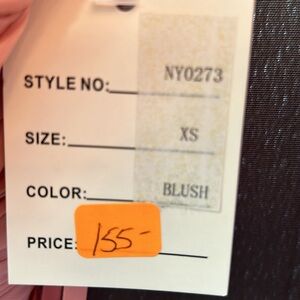 STYLE NO: NY0273
SIZE: XS
COLOR: BLUSH
PRICE: 155-